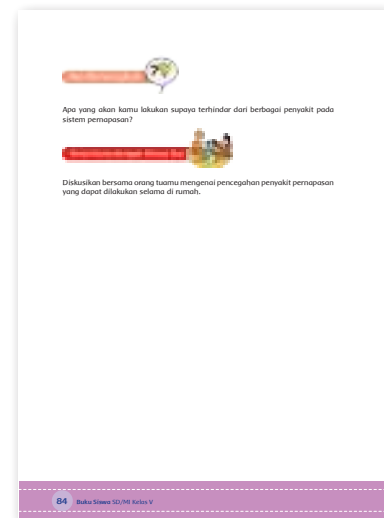 Apa yang akan kamu lakukan supaya terhindar dari berbagai penyakit pada
sistem pernapasan?
Diskusikan bersama orang tuamu mengenai pencegahan penyakit pernapasan
yang dapat dilakukan selama di rumah.
84 Buku Siswa SD/MI Kelas V